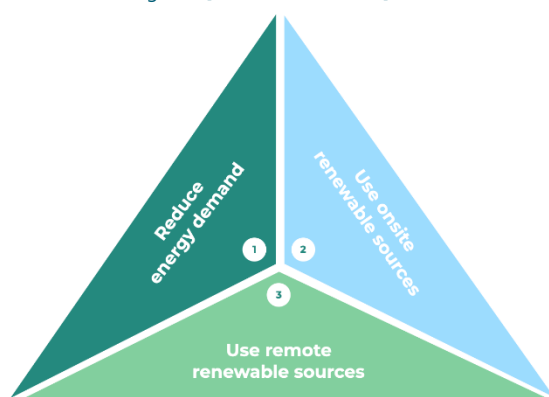 Reduce
energy demand
1
Use onsite
renewable sources
2
3
Use remote
renewable sources